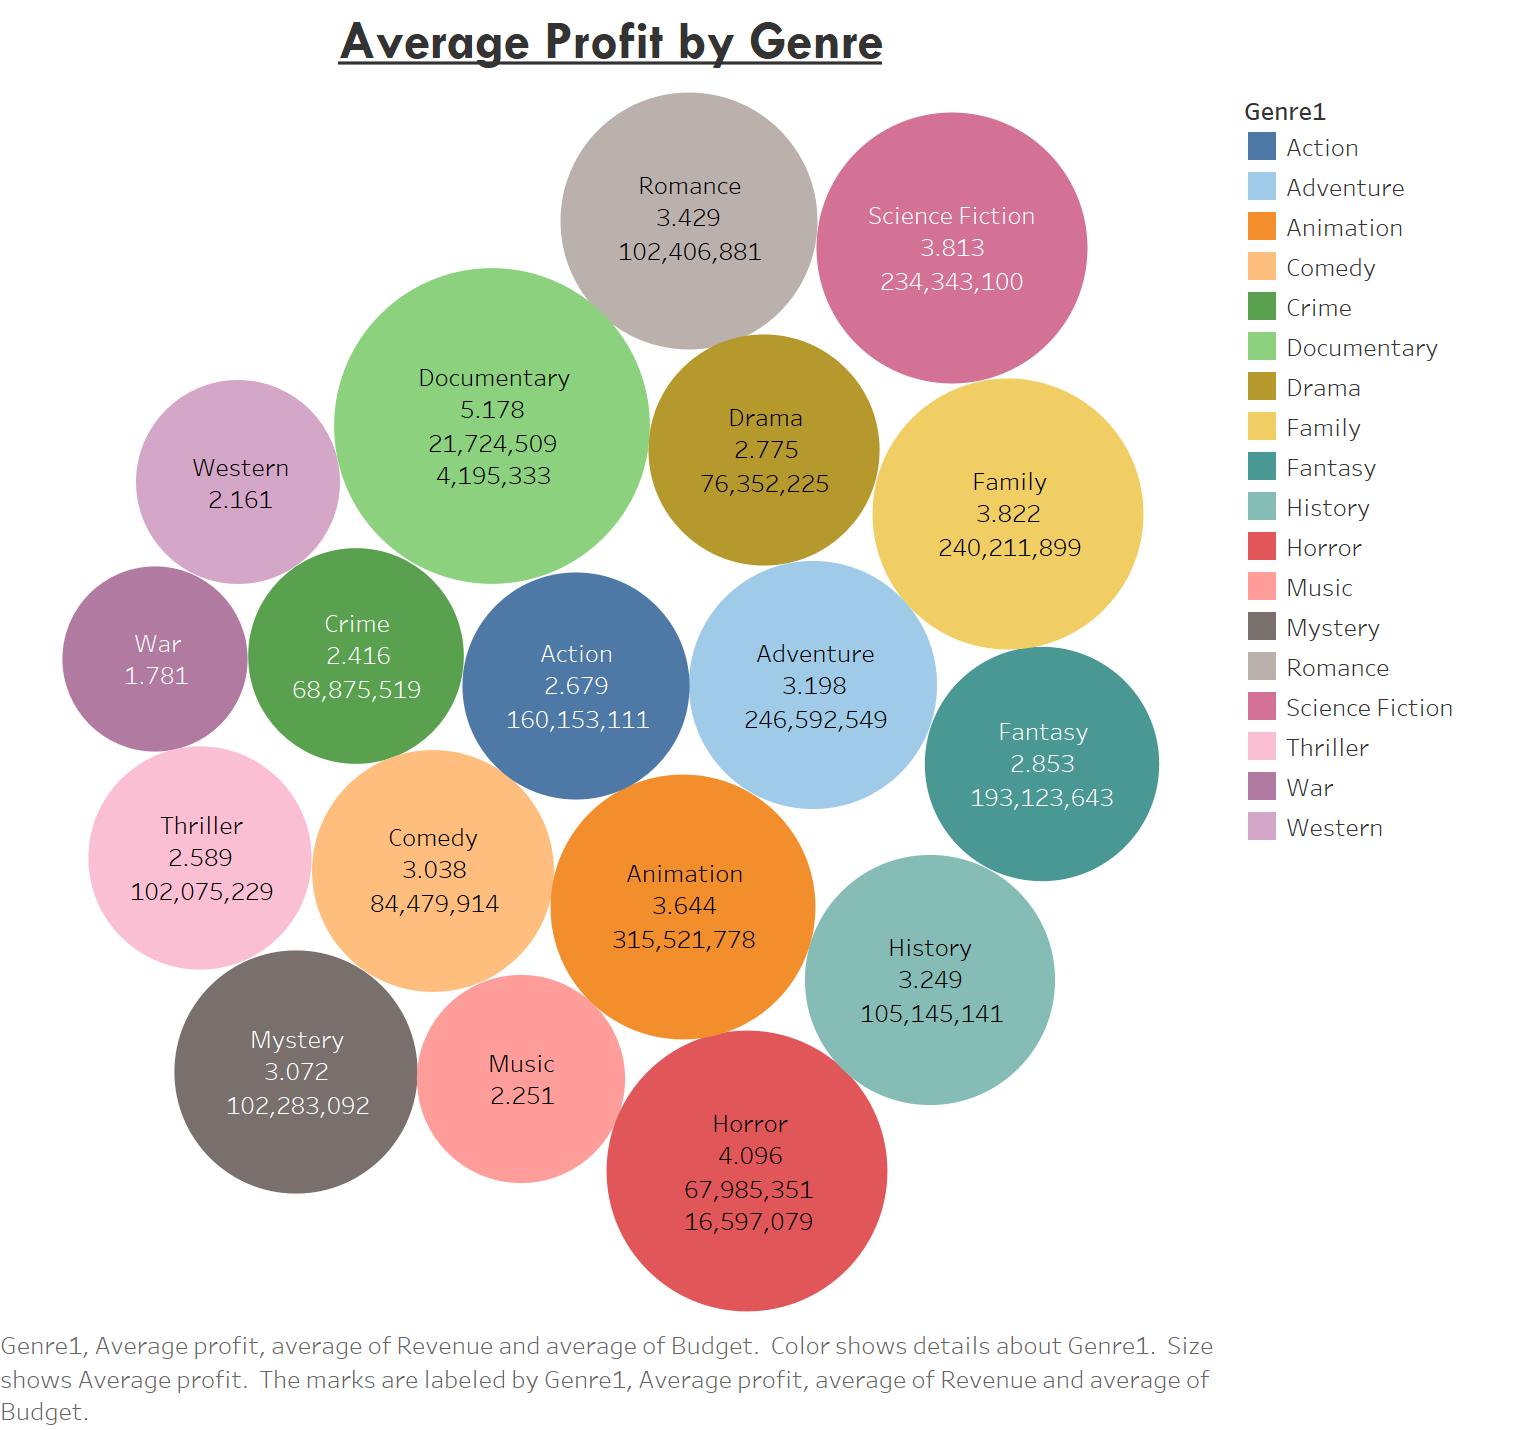 Average Profit by Genre
Romance
3.429
102,406,881
Science Fiction
3.813
234,343,100
Documentary
5.178
21,724,509
4,195,333
Drama
2.775
76,352,225
Western
2.161
Family
3.822
240,211,899
War
1.781
Crime
2.416
68,875,519
Action
2.679
160,153,111
Adventure
3.198
246,592,549
Fantasy
2.853
193,123,643
Thriller
2.589
102,075,229
Comedy
3.038
84,479,914
Animation
3.644
315,521,778
History
3.249
105,145,141
Mystery
3.072
102,283,092
Music
2.251
Horror
4.096
67,985,351
16,597,079
Genre1
Action
Adventure
Animation
Comedy
Crime
Documentary
Drama
Family
Fantasy
History
Horror
Music
Mystery
Romance
Science Fiction
Thriller
War
Western
Genre1, Average profit, average of Revenue and average of Budget.  Color shows details about Genre1.  Size
shows Average profit.  The marks are labeled by Genre1, Average profit, average of Revenue and average of
Budget.